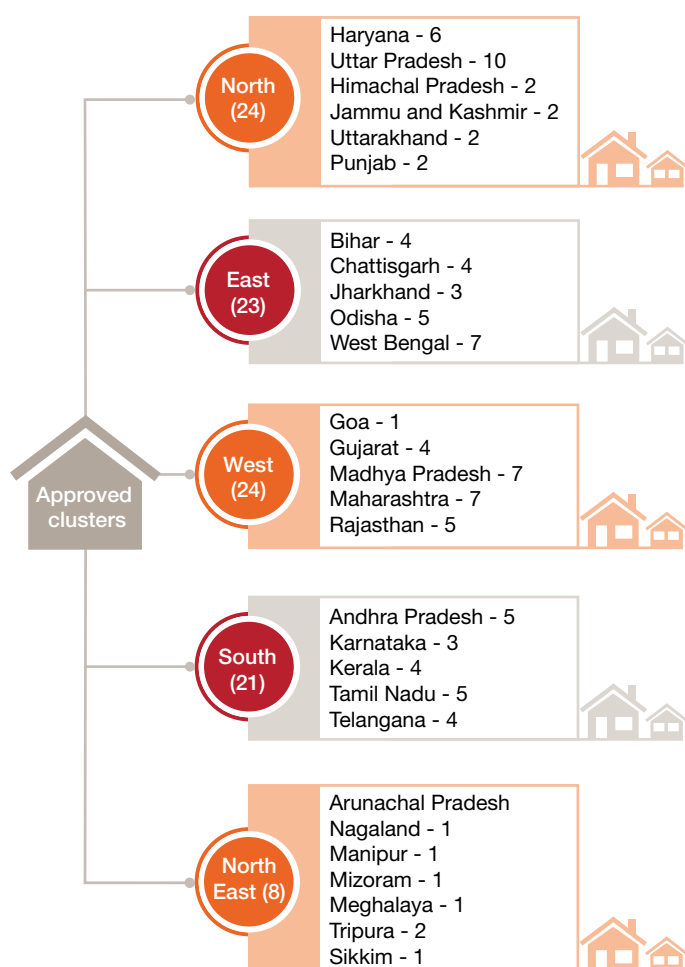 Approved
clusters
North
(24)
Haryana - 6
Uttar Pradesh - 10
Himachal Pradesh - 2
Jammu and Kashmir - 2
Uttarakhand - 2
Punjab - 2
East
(23)
Bihar - 4
Chattisgarh - 4
Jharkhand - 3
Odisha - 5
West Bengal - 7
West
(24)
Goa - 1
Gujarat - 4
Madhya Pradesh - 7
Maharashtra - 7
Rajasthan - 5
South
(21)
Andhra Pradesh - 5
Karnataka - 3
Kerala - 4
Tamil Nadu - 5
Telangana - 4
North
East (8)
Arunachal Pradesh
Nagaland - 1
Manipur - 1
Mizoram - 1
Meghalaya - 1
Tripura - 2
Sikkim - 1